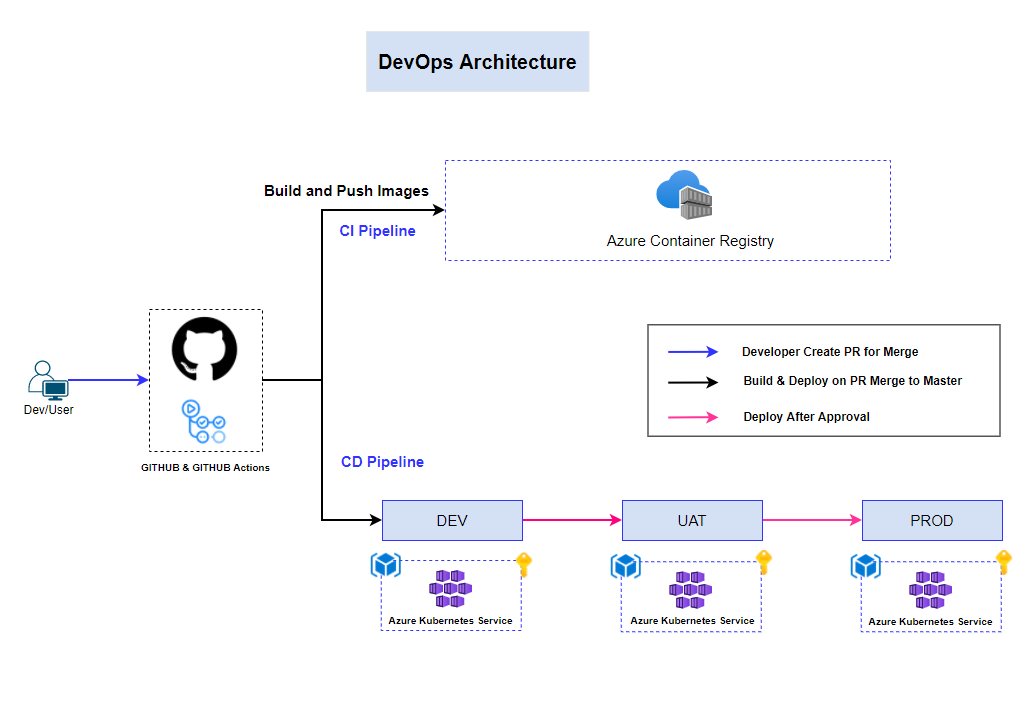 DevOps Architecture
Build and Push Images
CI Pipeline
Azure Container Registry
Developer Create PR for Merge
Build & Deploy on PR Merge to Master
Deploy After Approval
Dev/User
GITHUB & GITHUB Actions
CD Pipeline
DEV
UAT
PROD
Azure Kubernetes Service
Azure Kubernetes Service
Azure Kubernetes Service